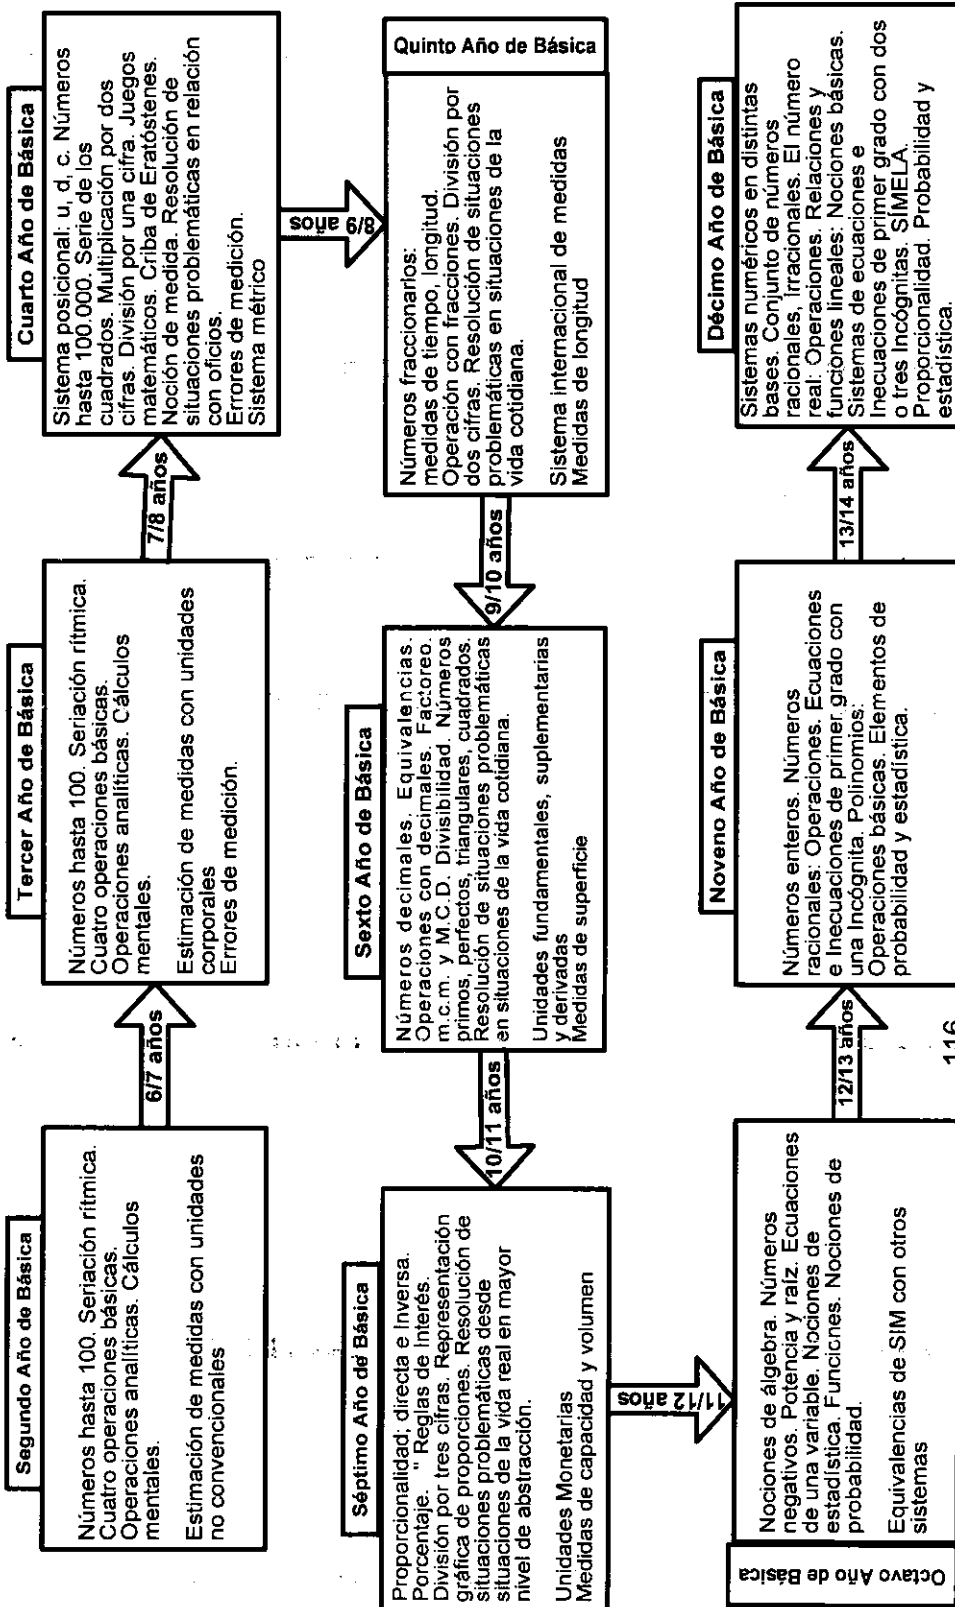 Segundo Año de Básica
Números hasta 100. Seriación rítmica.
Cuatro operaciones básicas.
Operaciones analíticas. Cálculos
mentales.
Estimación de medidas con unidades
no convencionales
6/7 años
Tercer Año de Básica
Números hasta 100. Seriación rítmica.
Cuatro operaciones básicas.
Operaciones analíticas. Cálculos
mentales.
Estimación de medidas con unidades
corporales
Errores de medición.
7/8 años
Cuarto Año de Básica
Sistema posicional: u, d, c. Números
hasta 100.000. Serie de los
cuadrados. Multiplicación por dos
cifras. División por una cifra. Juegos
matemáticos. Criba de Eratóstenes.
Noción de medida. Resolución de
situaciones problemáticas en relación
con oficios.
Errores de medición.
Sistema métrico
8/9 años
Quinto Año de Básica
Números fraccionarios:
medidas de tiempo, longitud.
Operación con fracciones. División por
dos cifras. Resolución de situaciones
problemáticas en situaciones de la
vida cotidiana.
Sistema internacional de medidas
Medidas de longitud
9/10 años
Sexto Año de Básica
Números decimales. Equivalencias.
Operaciones con decimales. Factoreo.
m.c.m. y M.C.D. Divisibilidad. Números
primos, perfectos, triangulares, cuadrados.
Resolución de situaciones problemáticas
en situaciones de la vida cotidiana.
Unidades fundamentales, suplementarias
y derivadas
Medidas de superficie
10/11 años
Séptimo Año de Básica
Proporcionalidad; directa e Inversa.
Porcentaje. " Reglas de Interés.
División por tres cifras. Representación
gráfica de proporciones. Resolución de
situaciones problemáticas desde
situaciones de la vida real en mayor
nivel de abstracción.
Unidades Monetarias
Medidas de capacidad y volumen
11/12 años
Octavo Año de Básica
Nociones de álgebra. Números
negativos. Potencia y raíz. Ecuaciones
de una variable. Nociones de
estadística. Funciones. Nociones de
probabilidad.
Equivalencias de SIM con otros
sistemas
12/13 años
Noveno Año de Básica
Números enteros. Números
racionales: Operaciones. Ecuaciones
e Inecuaciones de primer grado con
una Incógnita. Polinomios:
Operaciones básicas. Elementos de
probabilidad y estadística.
13/14 años
Décimo Año de Básica
Sistemas numéricos en distintas
bases. Conjunto de números
racionales, Irracionales. El número
real: Operaciones. Relaciones y
funciones lineales: Nociones básicas.
Sistemas de ecuaciones e
Inecuaciones de primer grado con dos
o tres Incógnitas. SÍMELA.
Proporcionalidad. Probabilidad y
estadística.
116